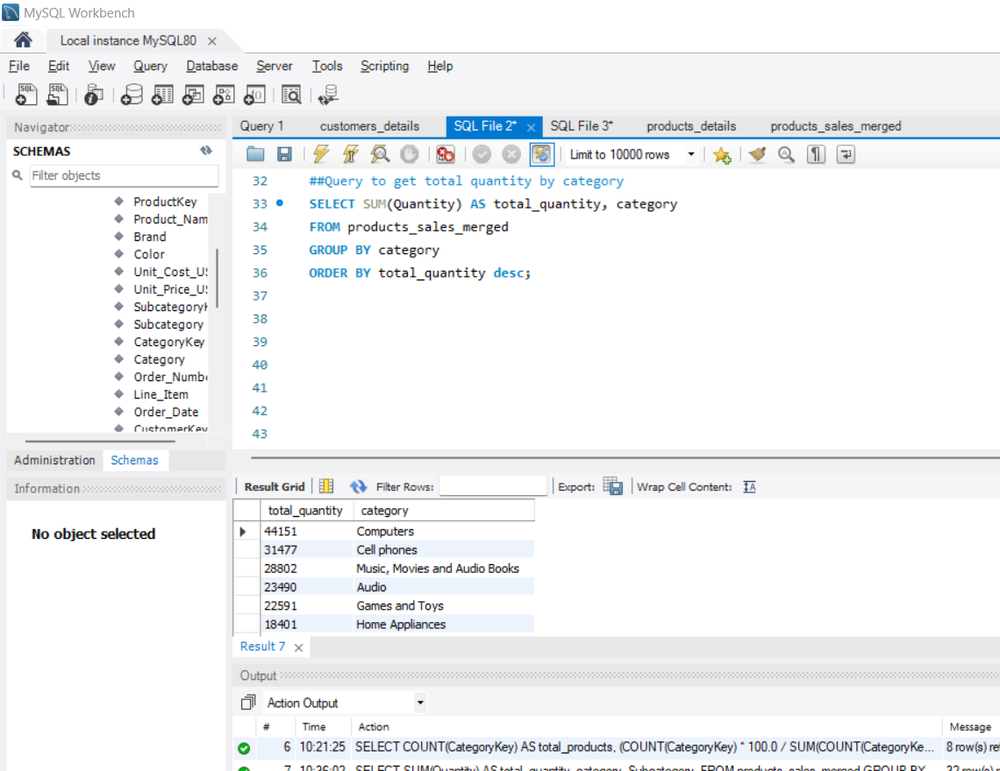 MySQL Workbench
Local instance MySQL80
File Edit View Query Database Server Tools Scripting Help
Navigator
SCHEMAS
Filter objects
ProductKey
Product_Nam
Brand
Color
Unit_Cost_U
Unit_Price_U
Subcategory
Subcategory
CategoryKey
Category
Order_Numb
Line_Item
Order_Date
CustomerKey
Administration Schemas
Information
No object selected
Query 1 customers_details SQL File 2* SQL File 3* products_details products_sales_merged
Limit to 10000 rows
32 ##Query to get total quantity by category
33 SELECT SUM(Quantity) AS total_quantity, category
34 FROM products_sales_merged
35 GROUP BY category
36 ORDER BY total_quantity desc;
37
38
39
40
41
42
43
Result Grid Filter Rows: Export: Wrap Cell Content:
total_quantity category
44151 Computers
31477 Cell phones
28802 Music, Movies and Audio Books
23490 Audio
22591 Games and Toys
18401 Home Appliances
Result 7
Output
Action Output
# Time Action Message
6 10:21:25 SELECT COUNT(CategoryKey) AS total_products, (COUNT(CategoryKey) * 100.0 / SUM(COUNT(CategoryKe... 8 row(s) re
7 10:26:02 SELECT SUM(Quantity) AS total_quantity, category, Subcategory FROM products_sales_merged GROUP BY 32 row(s)